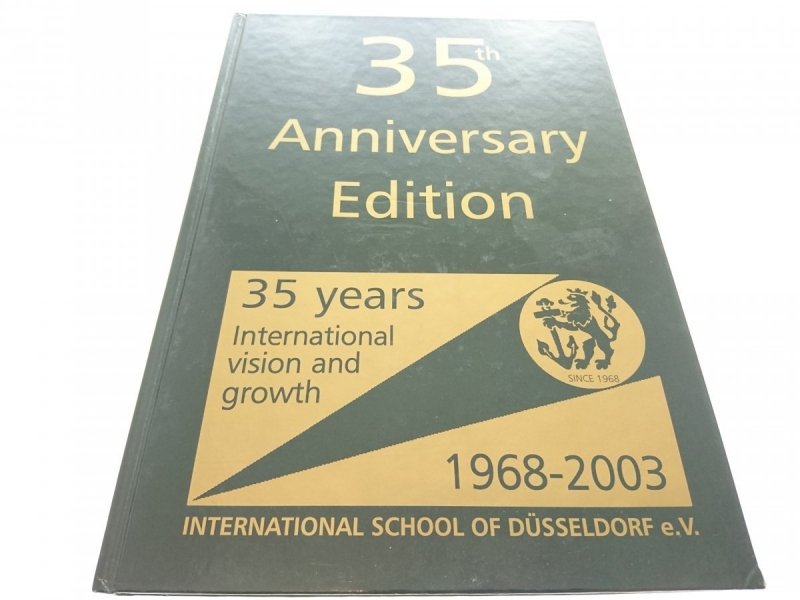 35th
Anniversary
Edition
35 years
International
vision and
growth
SINCE 1968
1968-2003
INTERNATIONAL SCHOOL OF DÜSSELDORF e.V.